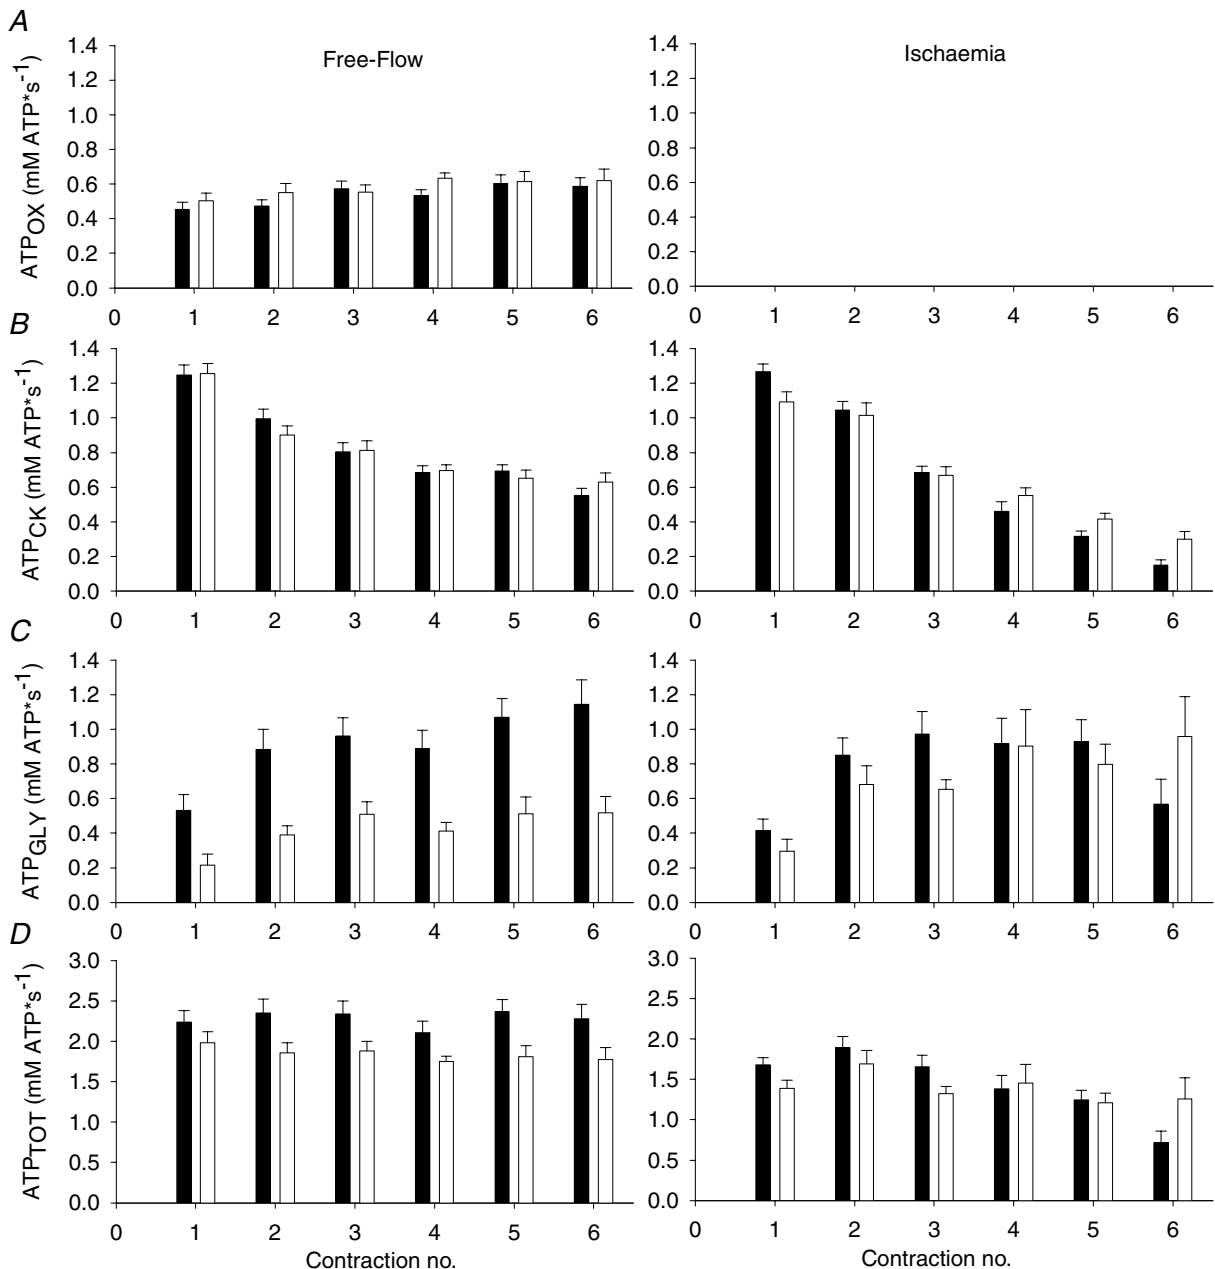 A
Free-Flow
Ischaemia
ATPOX (mM ATP*s-1)
1.4 1.4
1.2 1.2
1.0 1.0
0.8 0.8
0.6 0.6
0.4 0.4
0.2 0.2
0.0 0.0
0 1 2 3 4 5 6 0 1 2 3 4 5 6
B
ATPCK (mM ATP*s-1)
1.4 1.4
1.2 1.2
1.0 1.0
0.8 0.8
0.6 0.6
0.4 0.4
0.2 0.2
0.0 0.0
0 1 2 3 4 5 6 0 1 2 3 4 5 6
C
ATPGLY (mM ATP*s-1)
1.4 1.4
1.2 1.2
1.0 1.0
0.8 0.8
0.6 0.6
0.4 0.4
0.2 0.2
0.0 0.0
0 1 2 3 4 5 6 0 1 2 3 4 5 6
D
ATPTOT (mM ATP*s-1)
3.0 3.0
2.5 2.5
2.0 2.0
1.5 1.5
1.0 1.0
0.5 0.5
0.0 0.0
0 1 2 3 4 5 6 0 1 2 3 4 5 6
Contraction no. Contraction no.